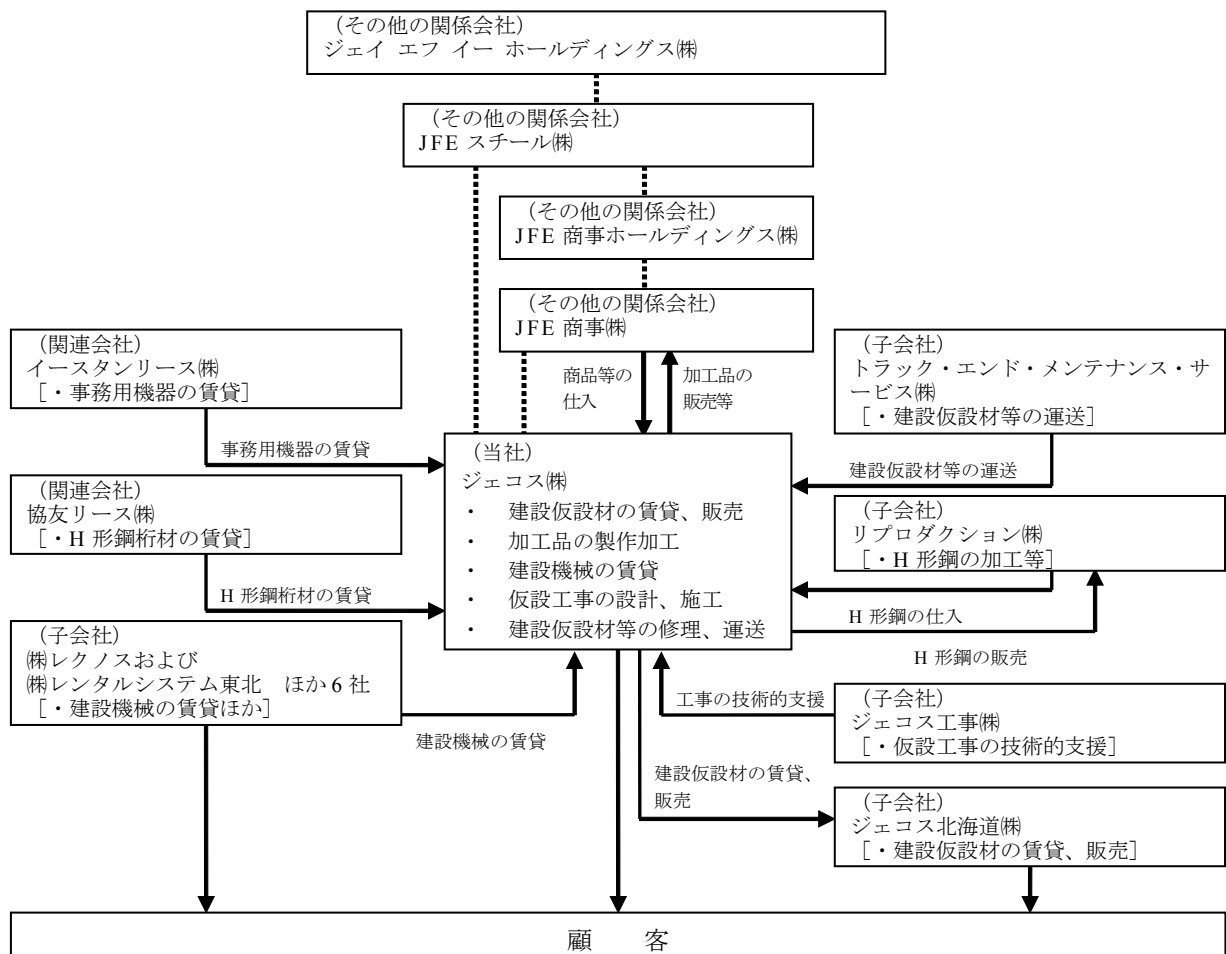 （その他の関係会社）
ジェイ エフ イー ホールディングス㈱
（その他の関係会社）
JFE スチール㈱
（その他の関係会社）
JFE 商事ホールディングス㈱
（その他の関係会社）
JFE 商事㈱
（関連会社）
イースタンリース㈱
［・事務用機器の賃貸］
商品等の
仕入
加工品の
販売等
（子会社）
トラック・エンド・メンテナンス・サ
ービス㈱
［・建設仮設材等の運送］
事務用機器の賃貸
建設仮設材等の運送
（関連会社）
協友リース㈱
［・H 形鋼桁材の賃貸］
H 形鋼桁材の賃貸
（当社）
ジェコス㈱
・ 建設仮設材の賃貸、販売
・ 加工品の製作加工
・ 建設機械の賃貸
・ 仮設工事の設計、施工
・ 建設仮設材等の修理、運送
（子会社）
リプロダクション㈱
［・H 形鋼の加工等］
H 形鋼の仕入
H 形鋼の販売
（子会社）
㈱レクノスおよび
㈱レンタルシステム東北 ほか 6 社
［・建設機械の賃貸ほか］
建設機械の賃貸
工事の技術的支援
（子会社）
ジェコス工事㈱
［・仮設工事の技術的支援］
建設仮設材の賃貸、
販売
（子会社）
ジェコス北海道㈱
［・建設仮設材の賃貸、販売］
顧 客